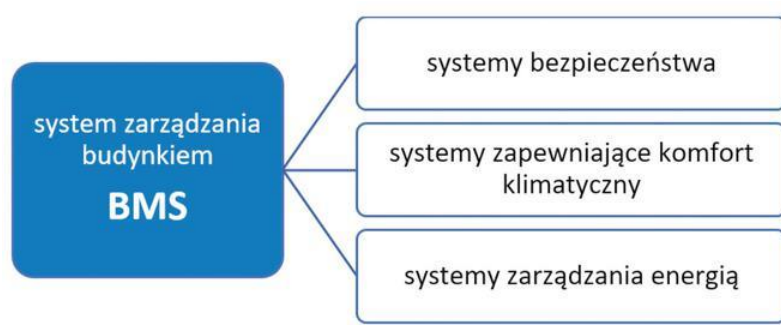 system zarządzania
budynkiem
BMS
systemy bezpieczeństwa
systemy zapewniające komfort
klimatyczny
systemy zarządzania energią